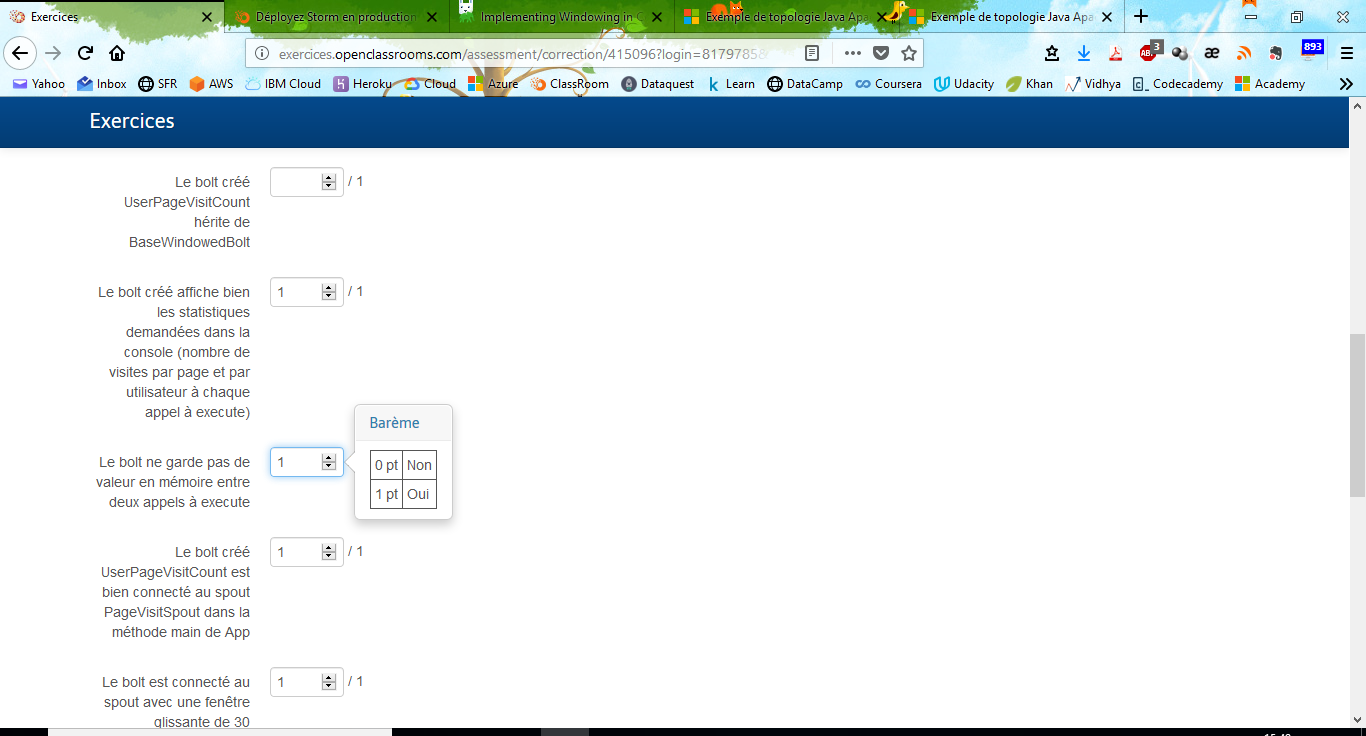 Exercices
Déployez Storm en production
Implementing Windowing in
Exemple de topologie Java Apa
Exemple de topologie Java Apa
exercices.openclassrooms.com/assessment/correction/415096?login=8179785
3
893
Yahoo
Inbox
SFR
AWS
IBM Cloud
Heroku
Cloud
Azure
ClassRoom
Dataquest
Learn
DataCamp
Coursera
Udacity
Khan
Vidhya
Codecademy
Academy
Exercices
Le bolt créé
UserPageVisitCount
hérite de
BaseWindowedBolt
/ 1
Le bolt créé affiche bien
les statistiques
demandées dans la
console (nombre de
visites par page et par
utilisateur à chaque
appel à execute)
1 / 1
Le bolt ne garde pas de
valeur en mémoire entre
deux appels à execute
1
Barème
0 pt Non
1 pt Oui
Le bolt créé
UserPageVisitCount est
bien connecté au spout
PageVisitSpout dans la
méthode main de App
1 / 1
Le bolt est connecté au
spout avec une fenêtre
glissante de 30
1 / 1